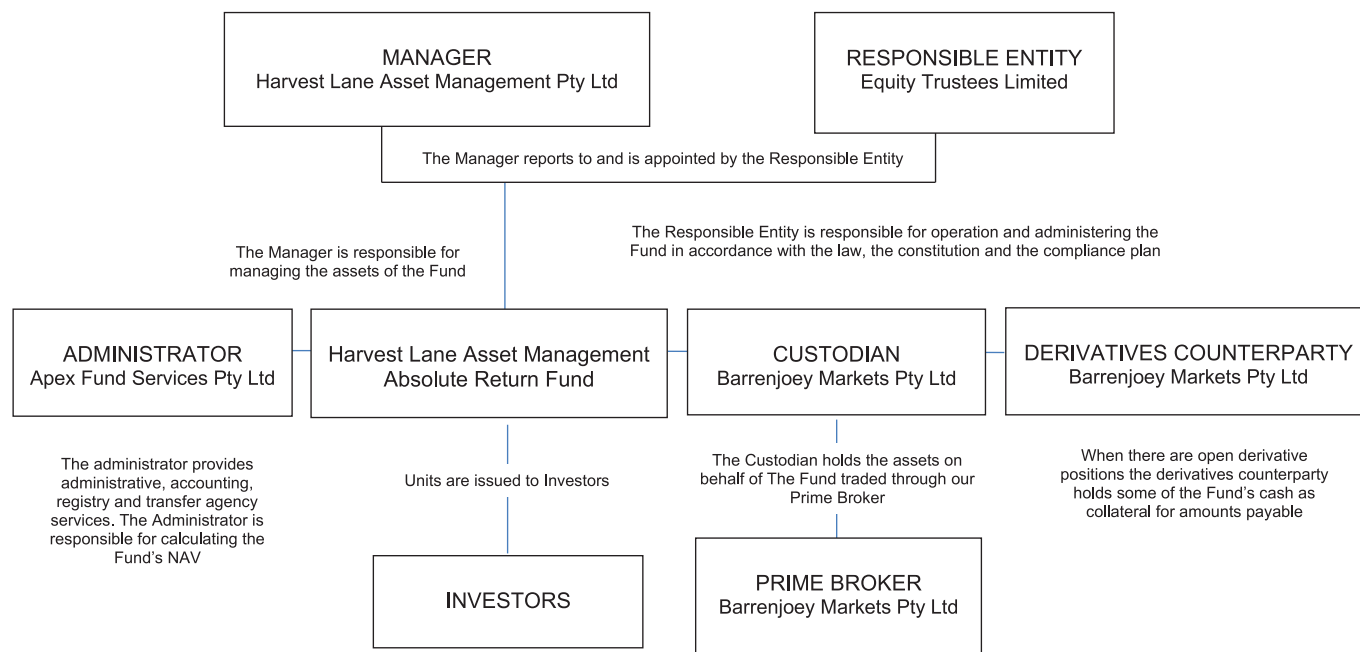 MANAGER
Harvest Lane Asset Management Pty Ltd
RESPONSIBLE ENTITY
Equity Trustees Limited
The Manager reports to and is appointed by the Responsible Entity
The Manager is responsible for
managing the assets of the Fund
The Responsible Entity is responsible for operation and administering the
Fund in accordance with the law, the constitution and the compliance plan
ADMINISTRATOR
Apex Fund Services Pty Ltd
Harvest Lane Asset Management
Absolute Return Fund
CUSTODIAN
Barrenjoey Markets Pty Ltd
DERIVATIVES COUNTERPARTY
Barrenjoey Markets Pty Ltd
The administrator provides
administrative, accounting,
registry and transfer agency
services. The Administrator is
responsible for calculating the
Fund's NAV
Units are issued to Investors
The Custodian holds the assets on
behalf of The Fund traded through our
Prime Broker
When there are open derivative
positions the derivatives counterparty
holds some of the Fund's cash as
collateral for amounts payable
INVESTORS
PRIME BROKER
Barrenjoey Markets Pty Ltd